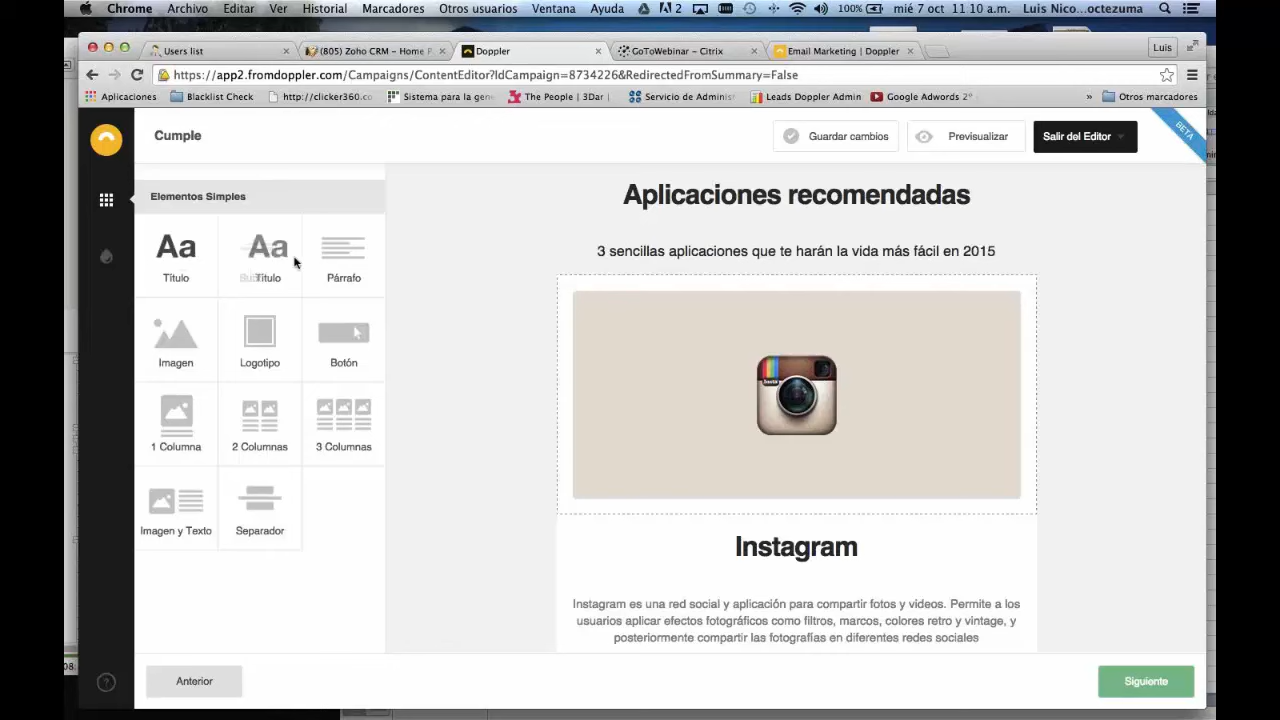 Chrome Archivo Editar Ver Historial Marcadores Otros usuarios Ventana Ayuda 2 100% mié 7 oct 11 10 a.m. Luis Nico...octezuma
Users list (805) Zoho CRM - Home P Doppler GoToWebinar - Citrix Email Marketing | Doppler Luis
https://app2.fromdoppler.com/Campaigns/ContentEditor?IdCampaign=8734226&RedirectedFromSummary=False
Aplicaciones Blacklist Check http://clicker360.co Sistema para la gene The People | 3Dar | Servicio de Adminis Leads Doppler Admin Google Adwords 2º » Otros marcadores
Cumple Guardar cambios Previsualizar Salir del Editor BETA
Elementos Simples
Aa Aa
Título Título Párrafo
Imagen Logotipo Botón
1 Columna 2 Columnas 3 Columnas
Imagen y Texto Separador
Aplicaciones recomendadas
3 sencillas aplicaciones que te harán la vida más fácil en 2015
Instagram
Instagram es una red social y aplicación para compartir fotos y videos. Permite a los
usuarios aplicar efectos fotográficos como filtros, marcos, colores retro y vintage, y
posteriormente compartir las fotografías en diferentes redes sociales
08
?
Anterior Siguiente